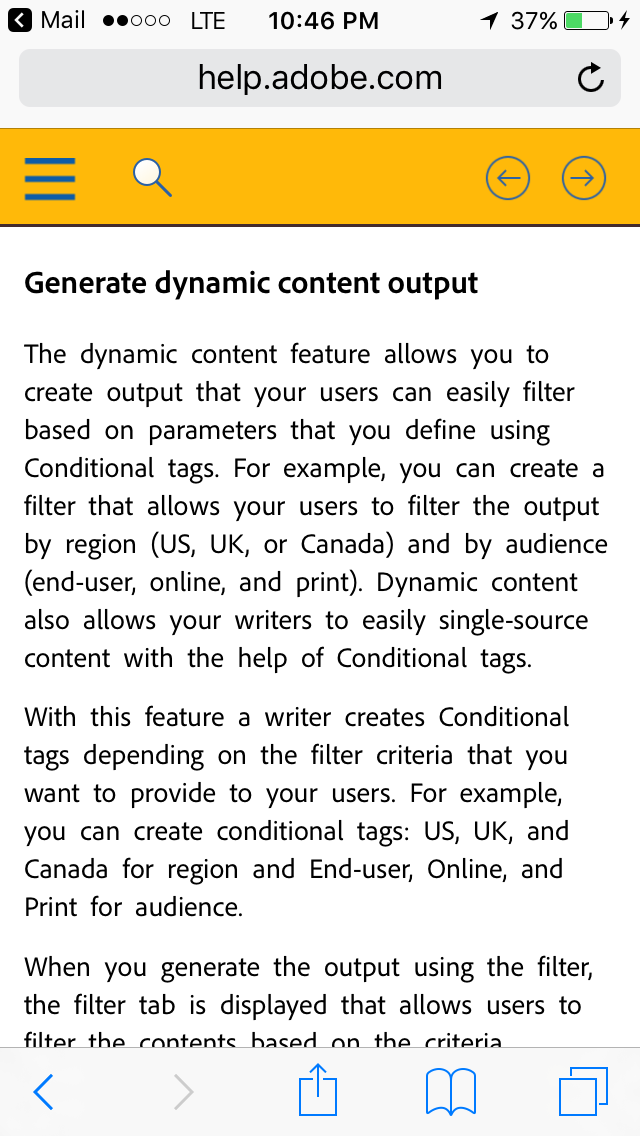 Mail LTE 10:46 PM 37%
help.adobe.com
Generate dynamic content output
The dynamic content feature allows you to
create output that your users can easily filter
based on parameters that you define using
Conditional tags. For example, you can create a
filter that allows your users to filter the output
by region (US, UK, or Canada) and by audience
(end-user, online, and print). Dynamic content
also allows your writers to easily single-source
content with the help of Conditional tags.
With this feature a writer creates Conditional
tags depending on the filter criteria that you
want to provide to your users. For example,
you can create conditional tags: US, UK, and
Canada for region and End-user, Online, and
Print for audience.
When you generate the output using the filter,
the filter tab is displayed that allows users to
filter the contents based on the criteria